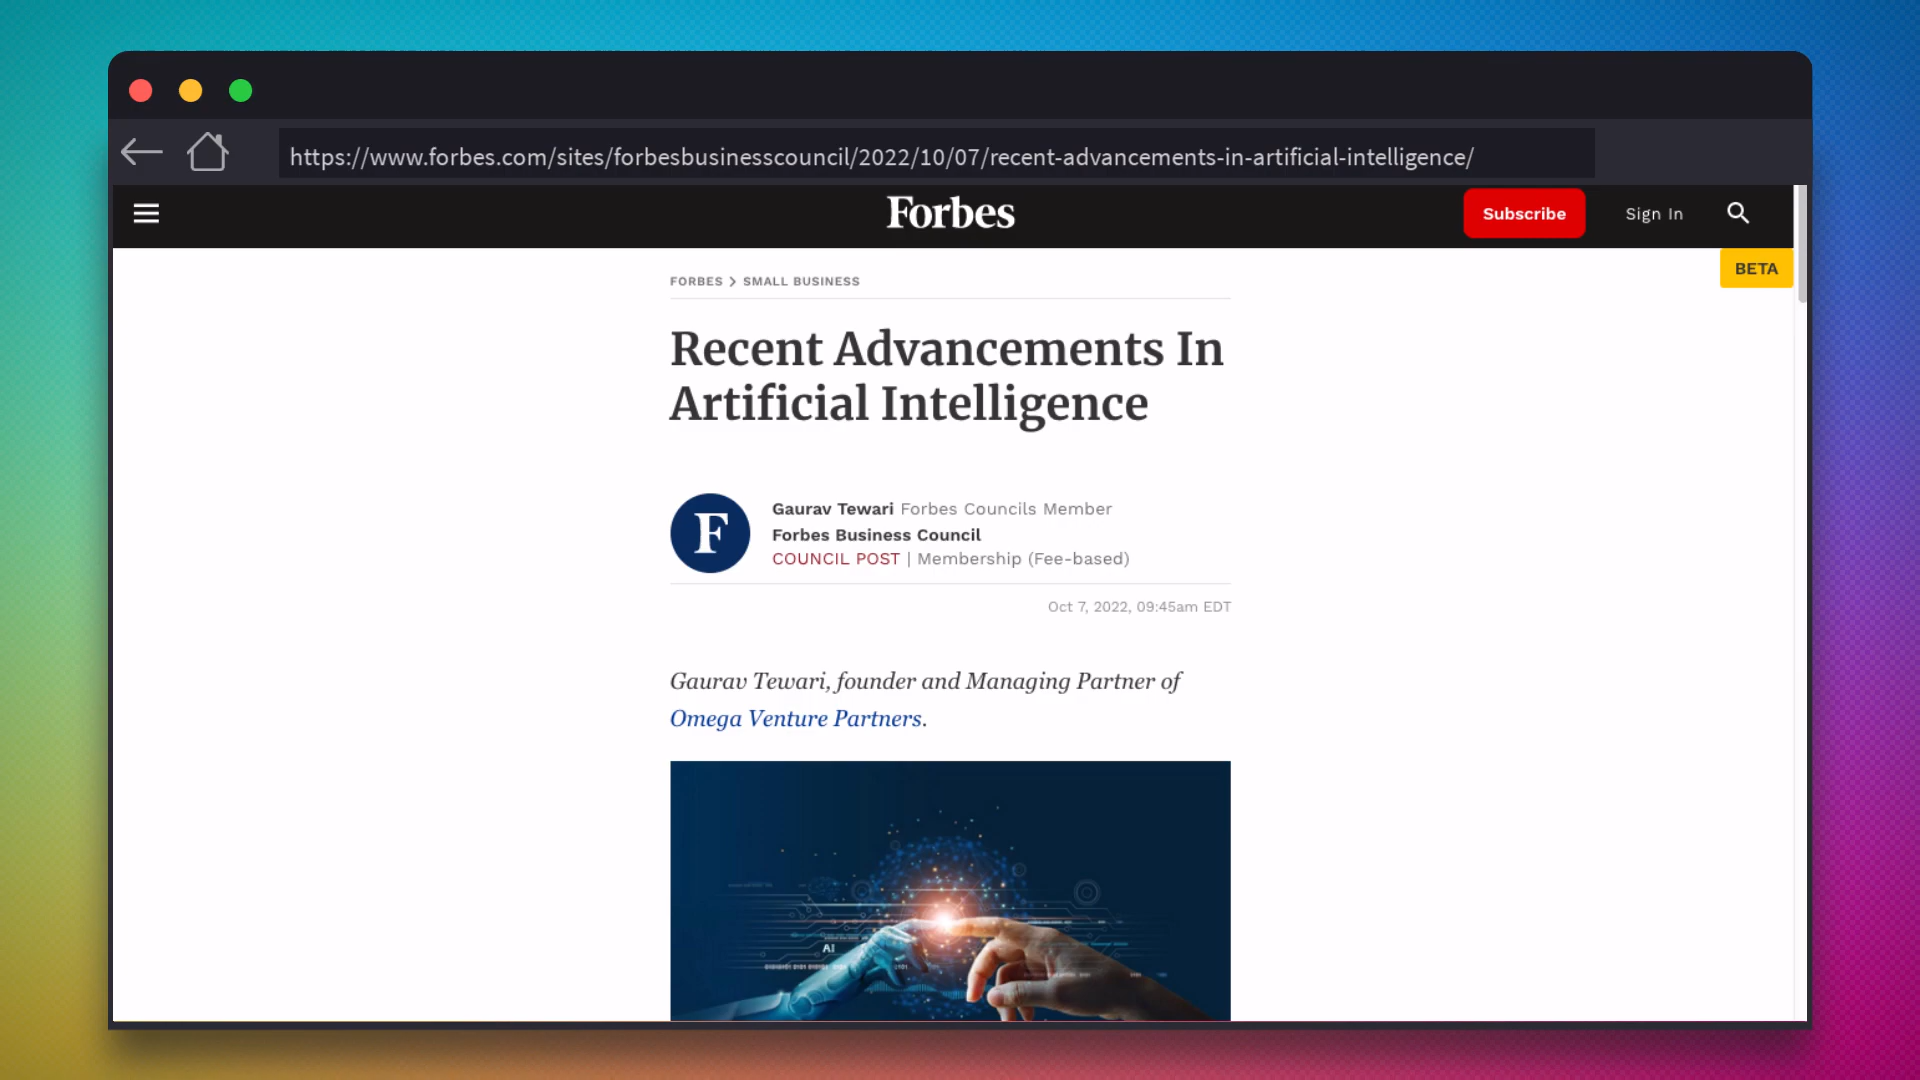 https://www.forbes.com/sites/forbesbusinesscouncil/2022/10/07/recent-advancements-in-artificial-intelligence/
Forbes
Subscribe
Sign In
BETA
FORBES > SMALL BUSINESS
Recent Advancements In
Artificial Intelligence
F
Gaurav Tewari Forbes Councils Member
Forbes Business Council
COUNCIL POST | Membership (Fee-based)
Oct 7, 2022, 09:45am EDT
Gaurav Tewari, founder and Managing Partner of
Omega Venture Partners.
AI